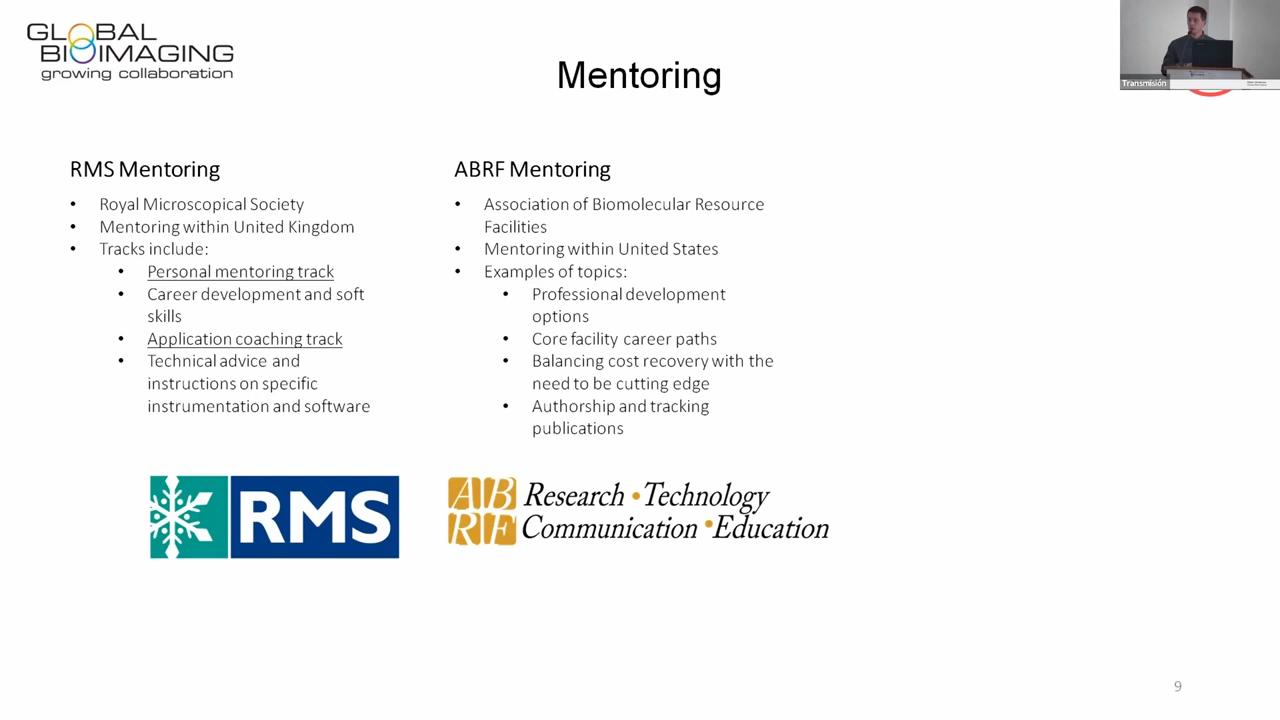 GLOBAL
BIOIMAGING
growing collaboration
Mentoring
Transmisión
RMS Mentoring
• Royal Microscopical Society
• Mentoring within United Kingdom
• Tracks include:
• Personal mentoring track
• Career development and soft
skills
• Application coaching track
• Technical advice and
instructions on specific
instrumentation and software
ABRF Mentoring
• Association of Biomolecular Resource
Facilities
• Mentoring within United States
• Examples of topics:
• Professional development
options
• Core facility career paths
• Balancing cost recovery with the
need to be cutting edge
• Authorship and tracking
publications
RMS
AB
RF
Research • Technology
Communication • Education
9